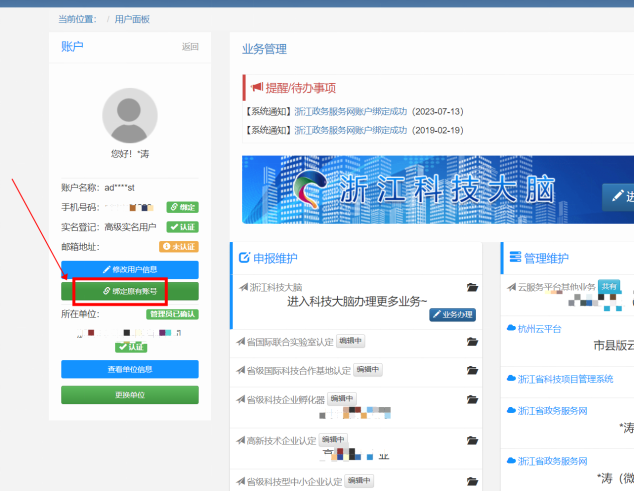 当前位置： / 用户面板
账户 返回
您好！*涛
账户名称：ad****st
手机号码： 绑定
实名登记：高级实名用户 认证
邮箱地址： 未认证
修改用户信息
绑定原有账号
所在单位： 管理员已确认
认证
查看单位信息
更换单位
业务管理
提醒/待办事项
【系统通知】浙江政务服务网账户绑定成功（2023-07-13）
【系统通知】浙江政务服务网账户绑定成功（2019-02-19）
浙江科技大脑
进
申报维护
浙江科技大脑
进入科技大脑办理更多业务~
业务办理
省国际联合实验室认定 编辑中
省级国际科技合作基地认定 编辑中
省级科技企业孵化器 编辑中
高新技术企业认定 编辑中
省级科技型中小企业认定 编辑中
管理维护
云服务平台其他业务 共有
杭州云平台
市县版云
浙江省科技项目管理系统
浙江省政务服务网
*涛
浙江省政务服务网
*涛（微